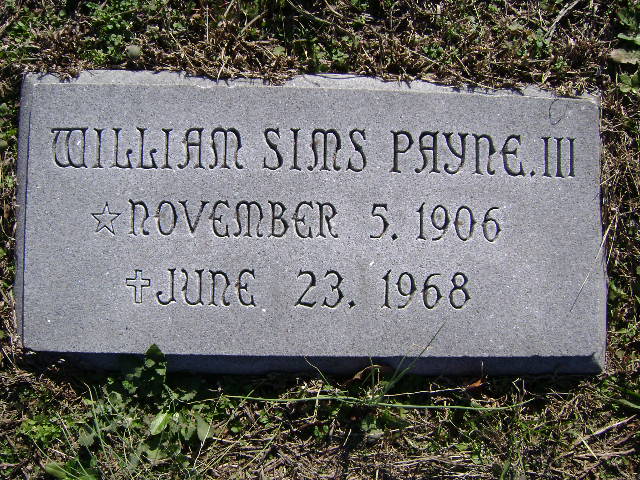 WILLIAM SIMS PAYNE. III
☆NOVEMBER 5. 1906
✝JUNE 23. 1968